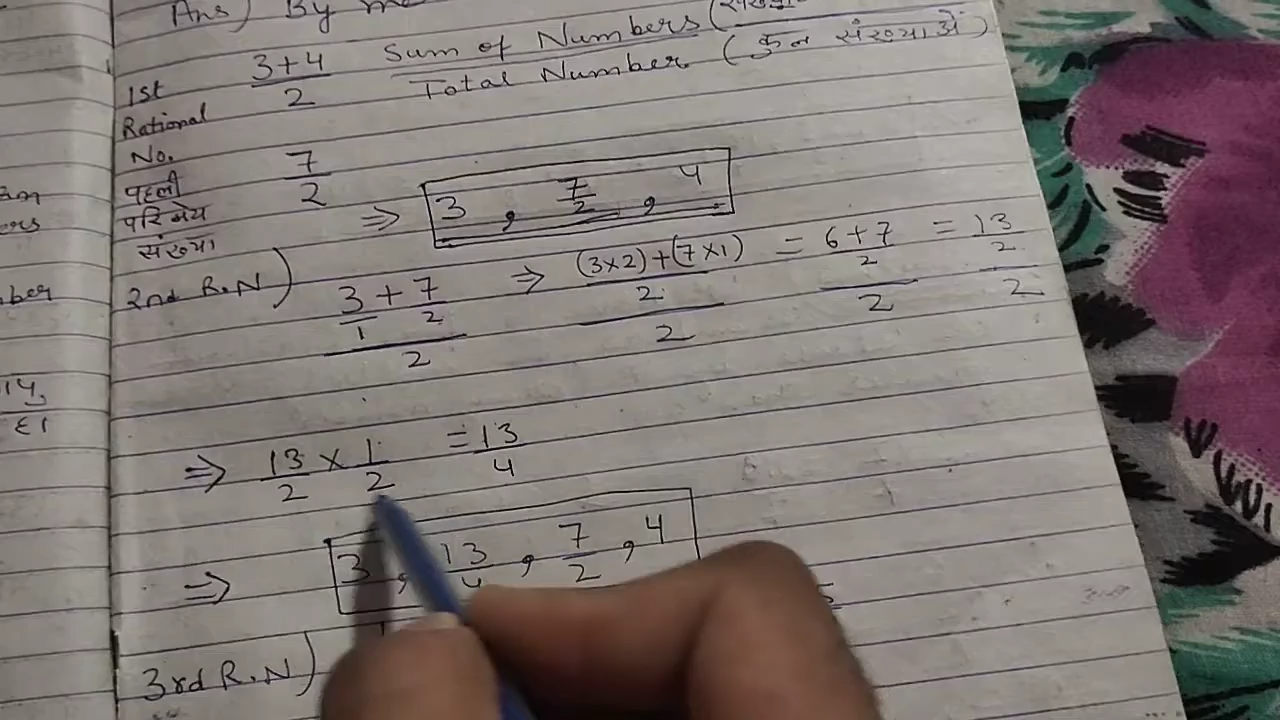 Ans) By
1st 3+4/2 Sum of Numbers (संख्या
Rational Total Number (कुल संख्याओं)
No. 7/2
पहली
परिमेय ⇒ 3 , 7/2 , 4
संख्या
2nd R.N) 3/1 + 7/2 / 2 ⇒ (3×2)+(7×1)/2 / 2 = 6+7/2 / 2 = 13/2 / 2
⇒ 13/2 × 1/2 = 13/4
⇒ 3 , 13/4 , 7/2 , 4
3rd R.N)